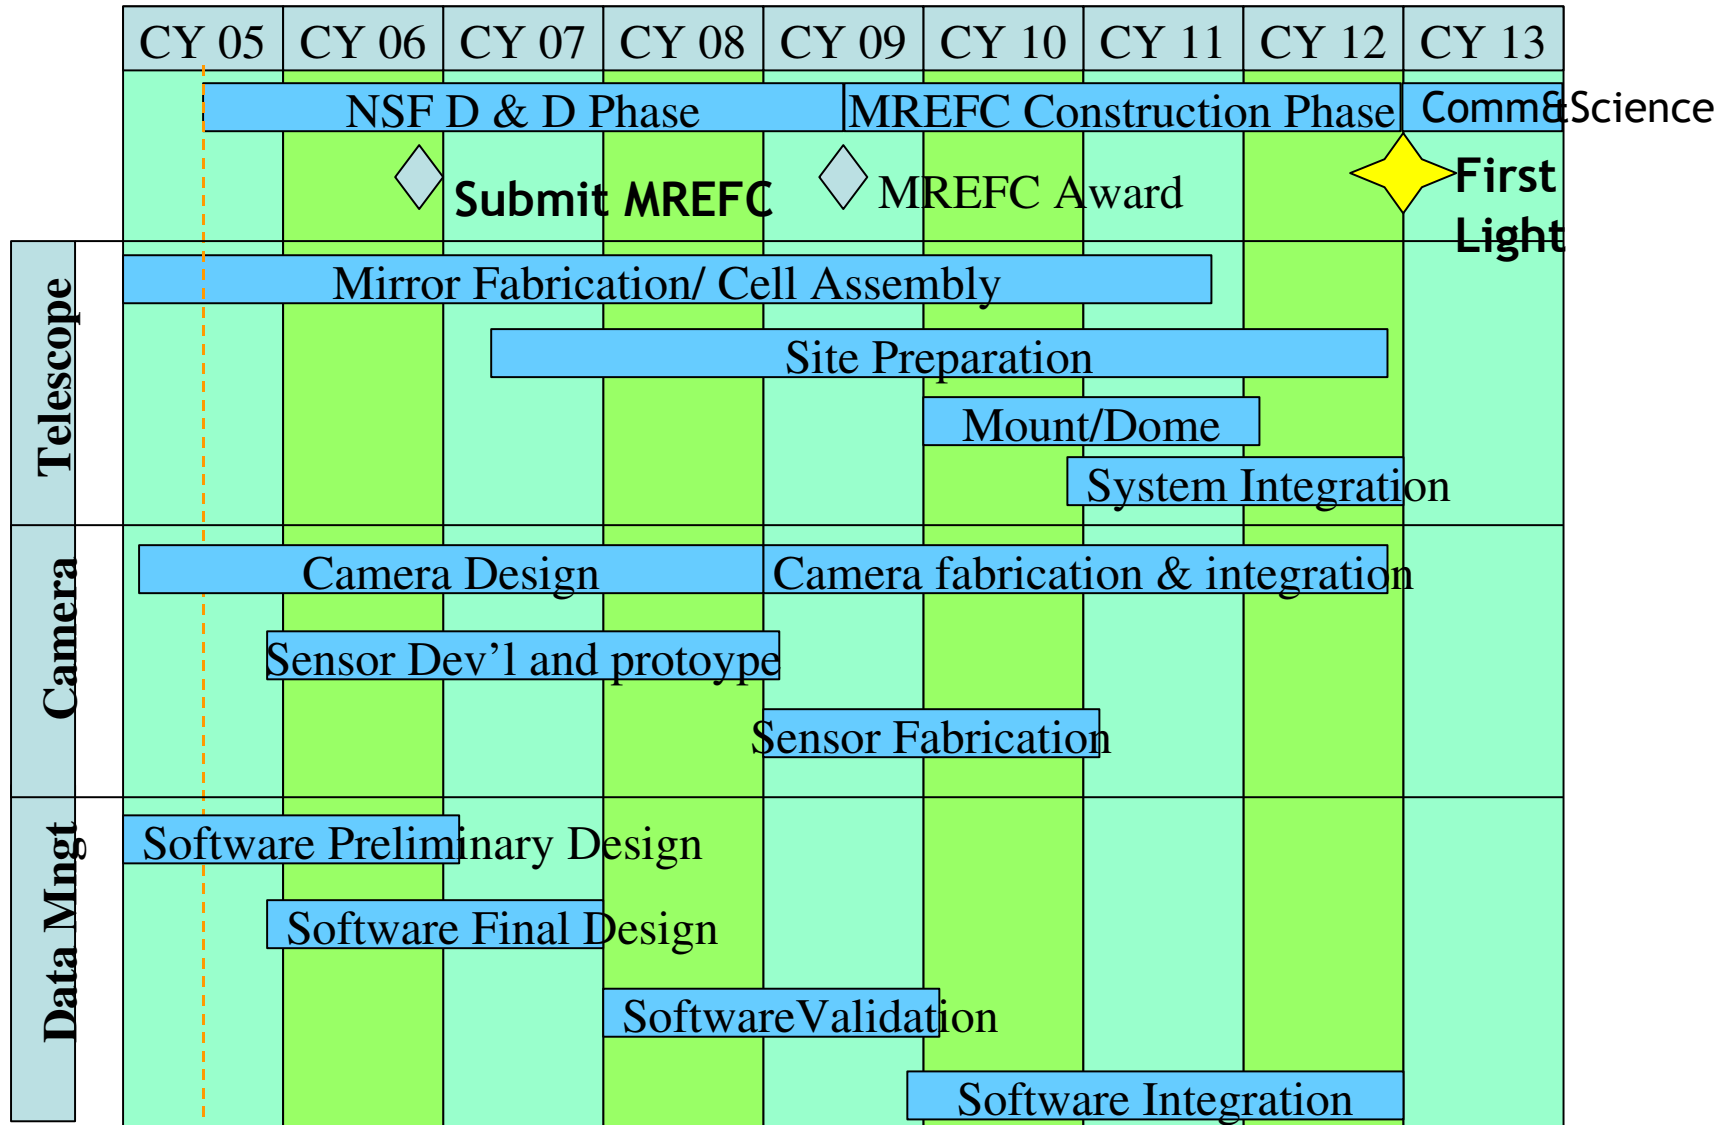 CY 05 CY 06 CY 07 CY 08 CY 09 CY 10 CY 11 CY 12 CY 13
NSF D & D Phase MREFC Construction Phase Comm&Science
Submit MREFC MREFC Award First
Light
Telescope
Mirror Fabrication/ Cell Assembly
Site Preparation
Mount/Dome
System Integration
Camera
Camera Design Camera fabrication & integration
Sensor Dev’l and protoype
Sensor Fabrication
Data Mngt
Software Preliminary Design
Software Final Design
SoftwareValidation
Software Integration